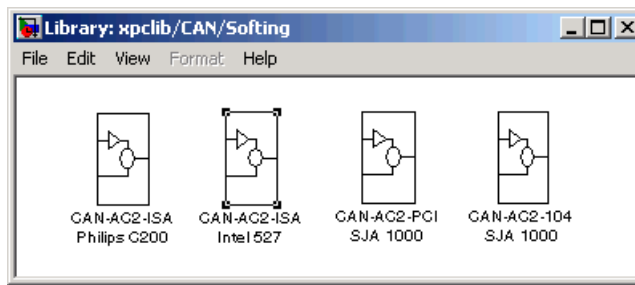 Library: xpclib/CAN/Softing
File Edit View Format Help
CAN-AC2-ISA
Philips C200
CAN-AC2-ISA
Intel 527
CAN-AC2-PCI
SJA 1000
CAN-AC2-104
SJA 1000